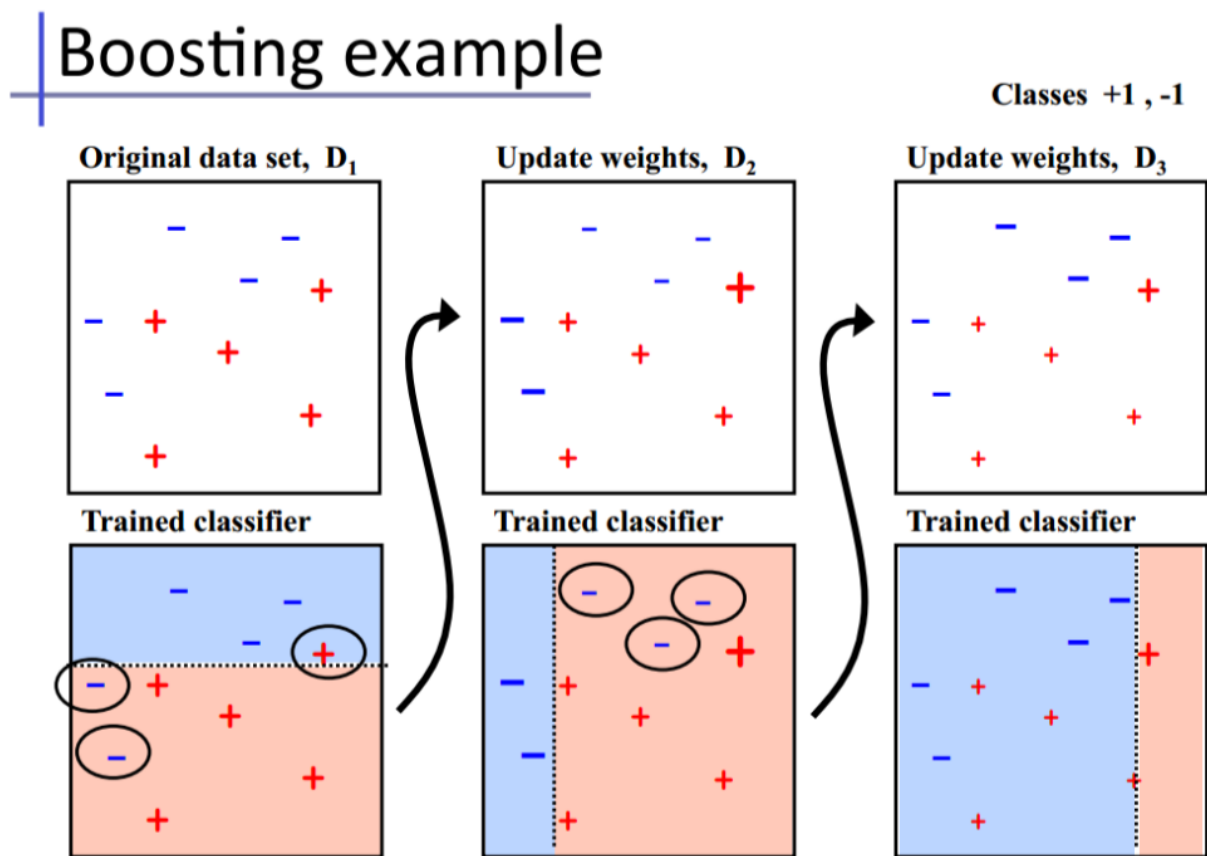 Boosting example
Classes +1 , -1
Original data set, D₁
Update weights, D₂
Update weights, D₃
Trained classifier
Trained classifier
Trained classifier